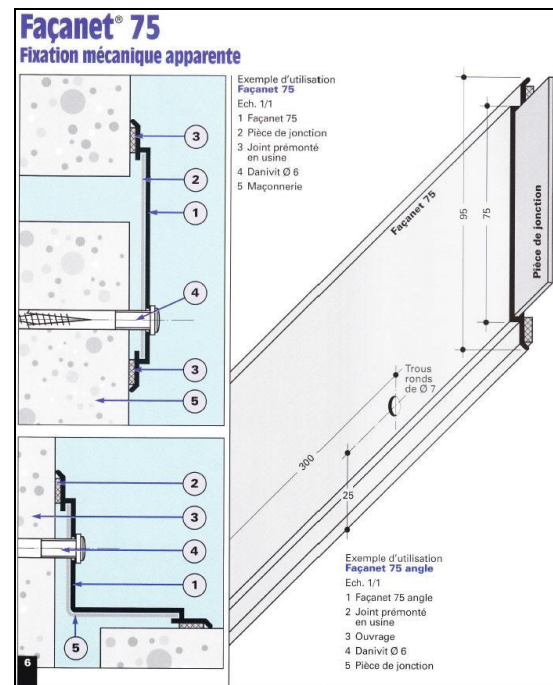 Façanet® 75
Fixation mécanique apparente
Exemple d'utilisation
Façanet 75
Ech. 1/1
1 Façanet 75
2 Pièce de jonction
3 Joint prémonté
en usine
4 Danivit Ø 6
5 Maçonnerie
3
2
1
4
3
5
Façanet 75
95
75
Pièce de jonction
Trous
ronds
de Ø 7
300
25
2
3
4
1
5
Exemple d'utilisation
Façanet 75 angle
Ech. 1/1
1 Façanet 75 angle
2 Joint prémonté
en usine
3 Ouvrage
4 Danivit Ø 6
5 Pièce de jonction
6